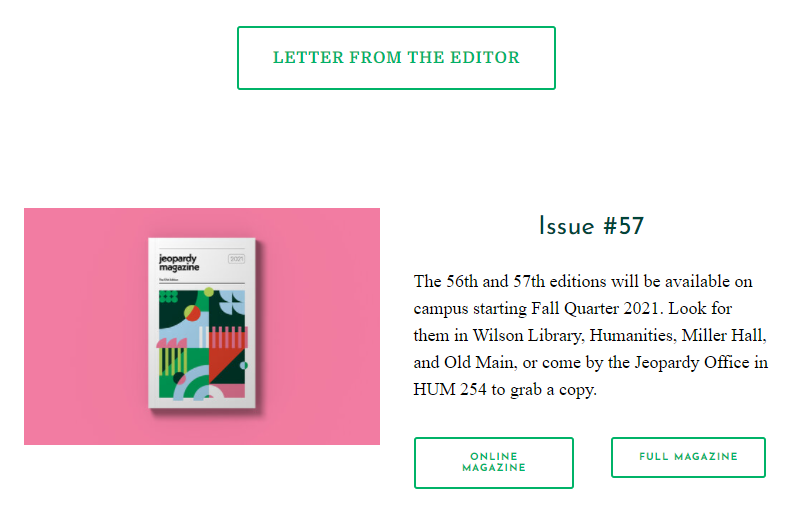 LETTER FROM THE EDITOR
Issue #57
jeopardy
magazine
2021
The 56th and 57th editions will be available on
campus starting Fall Quarter 2021. Look for
them in Wilson Library, Humanities, Miller Hall,
and Old Main, or come by the Jeopardy Office in
HUM 254 to grab a copy.
ONLINE
MAGAZINE
FULL MAGAZINE